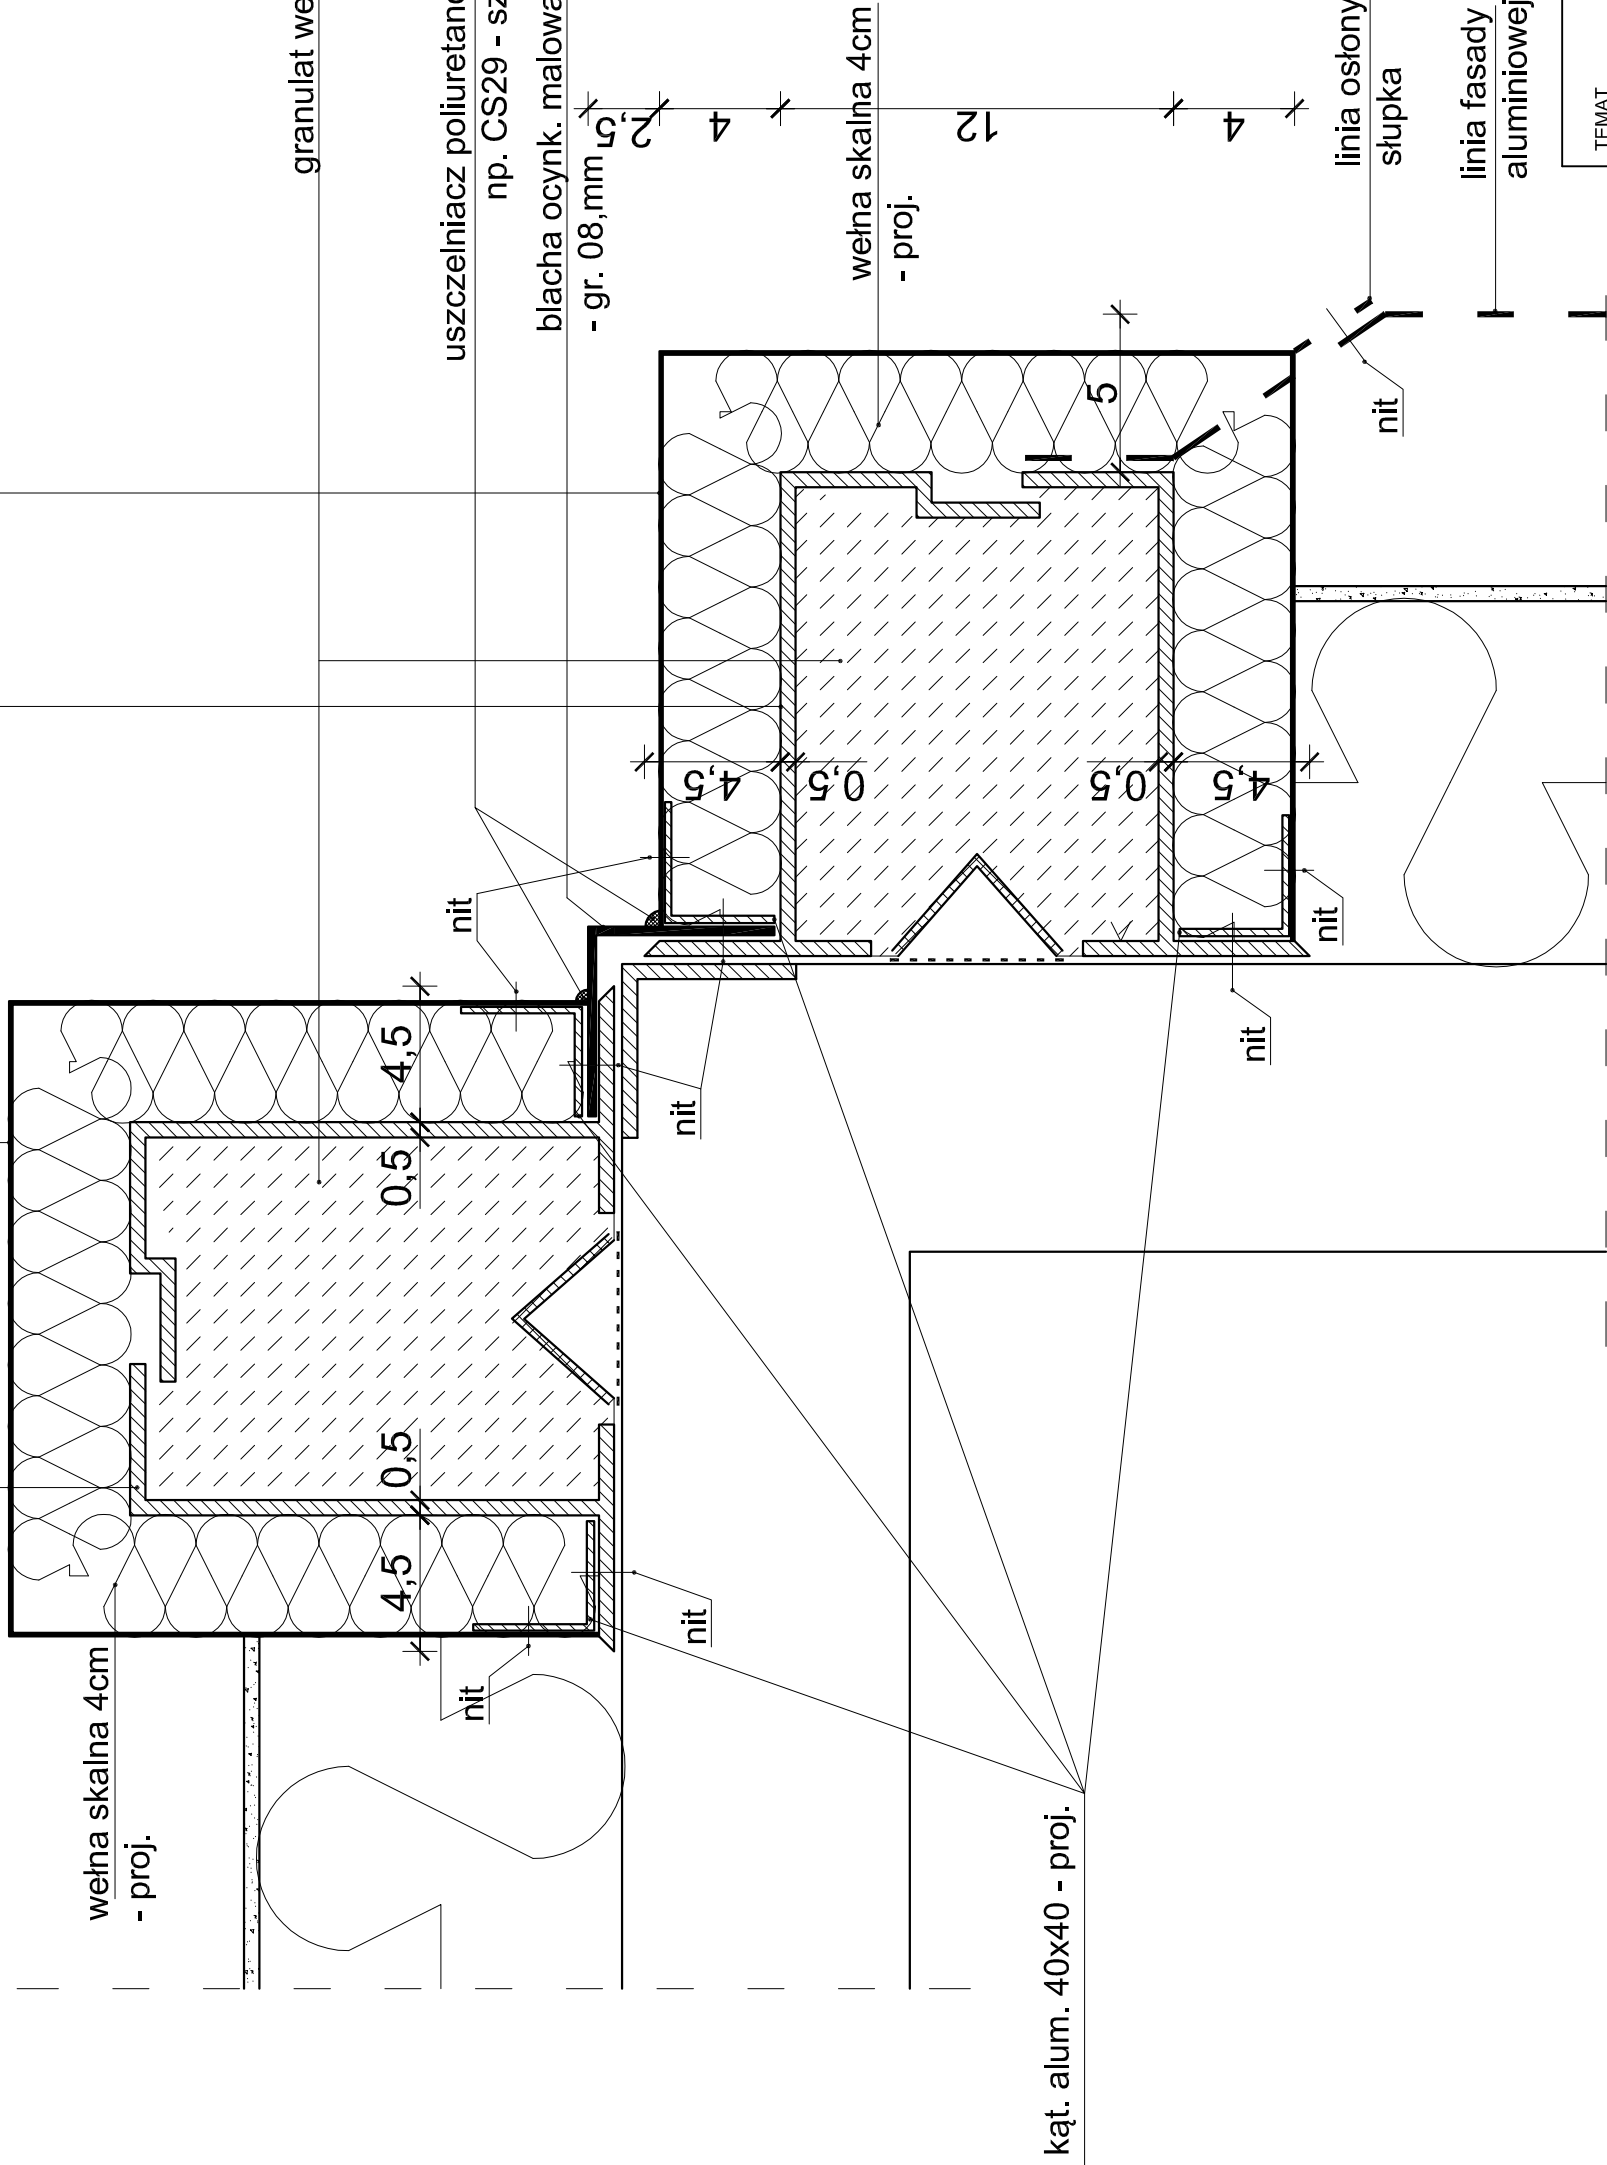 granulat we
uszczelniacz poliuretano
np. CS29 - sz
blacha ocynk. malowa
- gr. 08,mm
wełna skalna 4cm
- proj.
linia osłony
słupka
linia fasady
aluminiowej
TEMAT
2,5
4
12
4
5
nit
4,5
0,5
0,5
4,5
nit
nit
nit
nit
4,5
0,5
0,5
4,5
nit
nit
wełna skalna 4cm
- proj.
kąt. alum. 40x40 - proj.